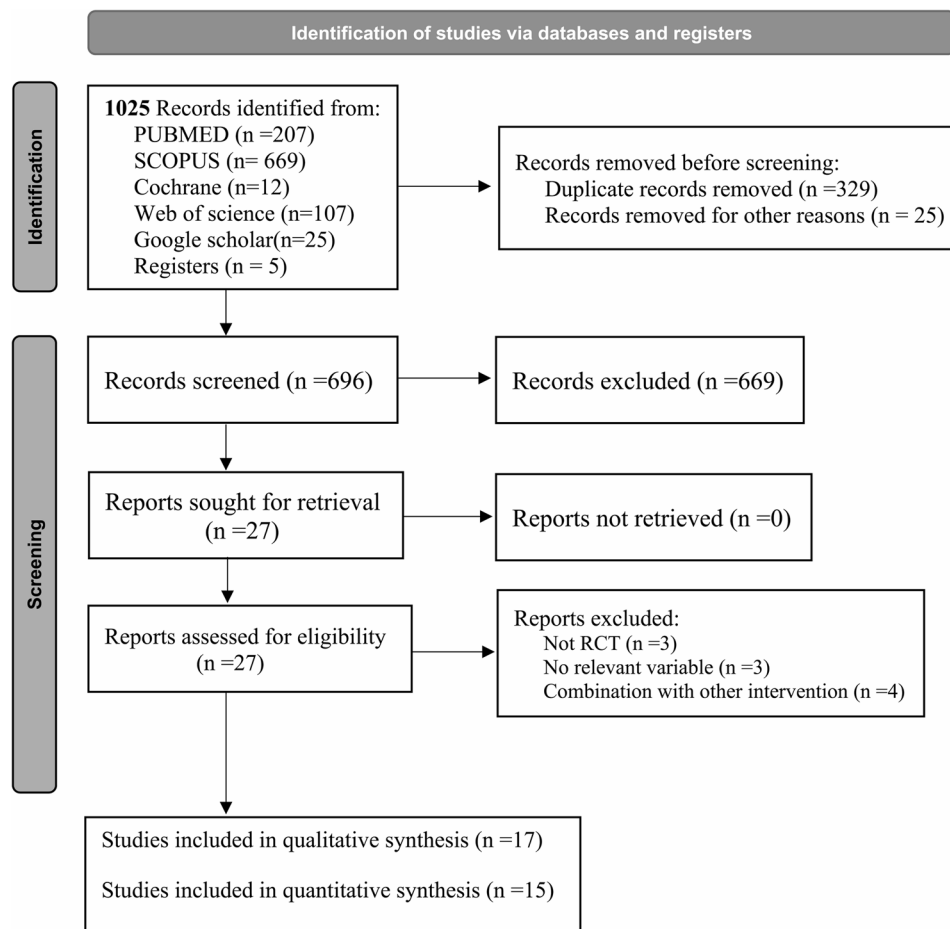 Identification of studies via databases and registers
Identification
1025 Records identified from:
PUBMED (n =207)
SCOPUS (n= 669)
Cochrane (n=12)
Web of science (n=107)
Google scholar(n=25)
Registers (n = 5)
Records removed before screening:
Duplicate records removed (n =329)
Records removed for other reasons (n = 25)
Screening
Records screened (n =696)
Records excluded (n =669)
Reports sought for retrieval
(n =27)
Reports not retrieved (n =0)
Reports assessed for eligibility
(n =27)
Reports excluded:
Not RCT (n =3)
No relevant variable (n =3)
Combination with other intervention (n =4)
Studies included in qualitative synthesis (n =17)
Studies included in quantitative synthesis (n =15)